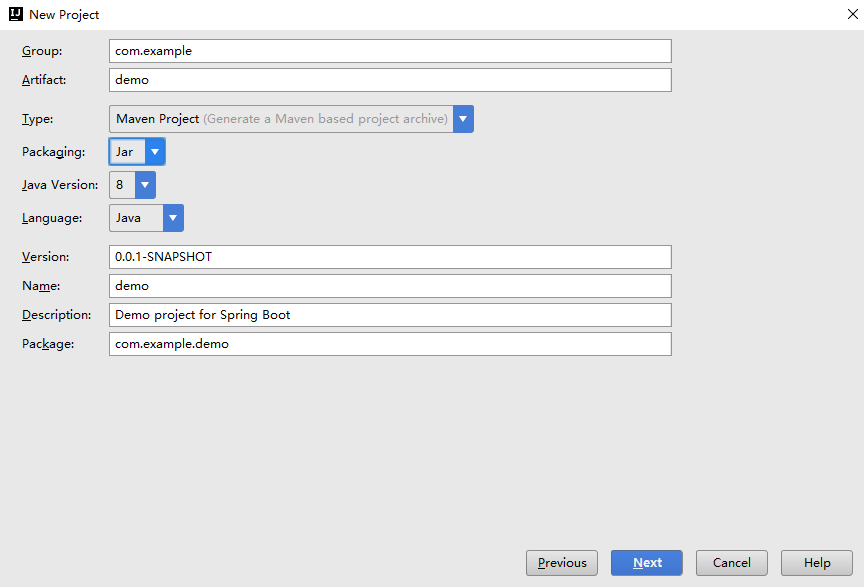 IJ New Project
Group: com.example
Artifact: demo
Type: Maven Project (Generate a Maven based project archive)
Packaging: Jar
Java Version: 8
Language: Java
Version: 0.0.1-SNAPSHOT
Name: demo
Description: Demo project for Spring Boot
Package: com.example.demo
Previous Next Cancel Help